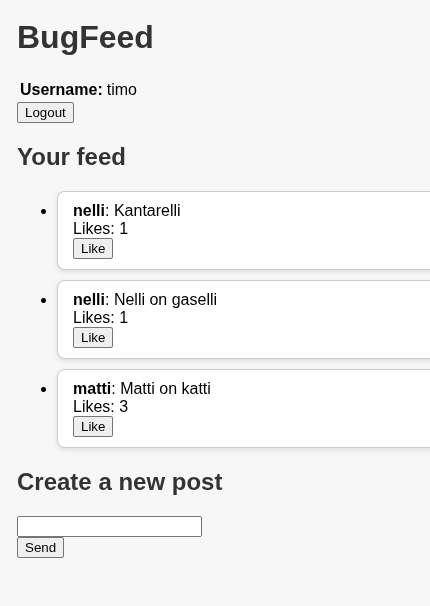 BugFeed
Username: timo
Logout
Your feed
nelli: Kantarelli
Likes: 1
Like
nelli: Nelli on gaselli
Likes: 1
Like
matti: Matti on katti
Likes: 3
Like
Create a new post
Send